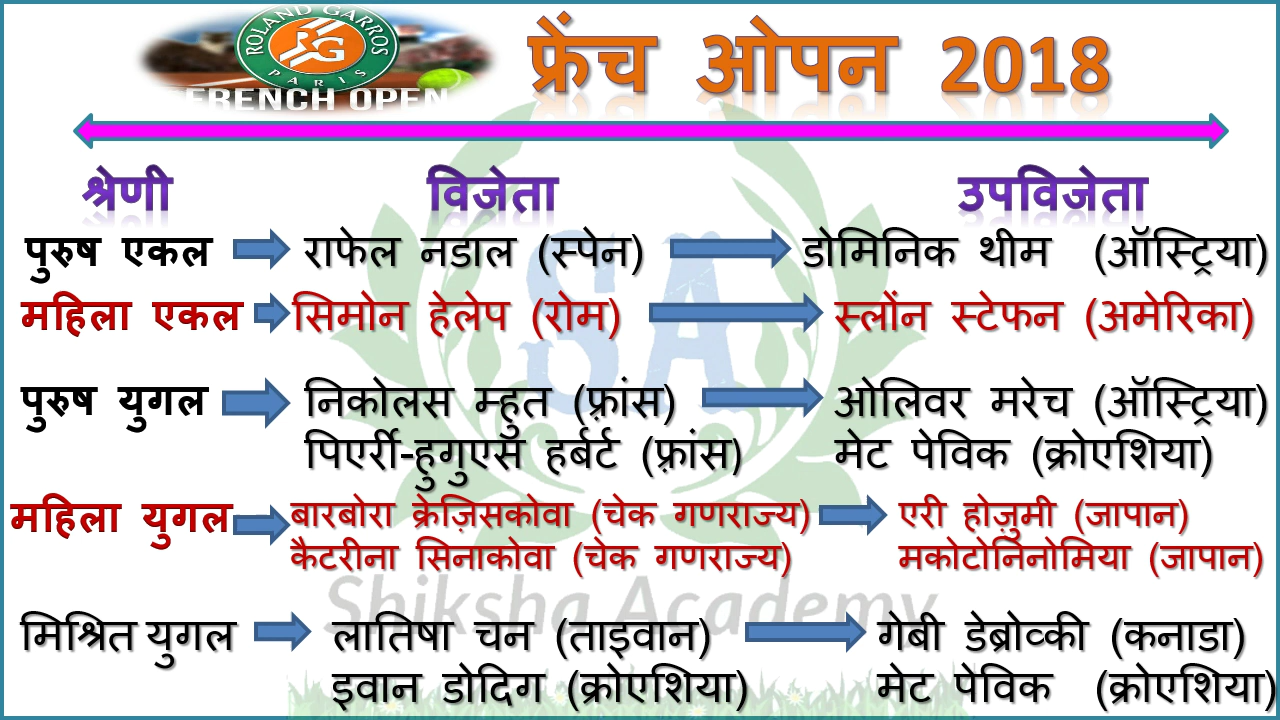 ROLAND GARROS
PARIS
FRENCH OPEN
फ्रेंच ओपन 2018
श्रेणी विजेता उपविजेता
पुरुष एकल राफेल नडाल (स्पेन) डोमिनिक थीम (ऑस्ट्रिया)
महिला एकल सिमोन हेलेप (रोम) स्लोंन स्टेफन (अमेरिका)
पुरुष युगल निकोलस म्हुत (फ़्रांस) ओलिवर मरेच (ऑस्ट्रिया)
पिएर्री-हुगुएस हर्बर्ट (फ़्रांस) मेट पेविक (क्रोएशिया)
महिला युगल बारबोरा क्रेज़िसकोवा (चेक गणराज्य) एरी होज़ुमी (जापान)
कैटरीना सिनाकोवा (चेक गणराज्य) मकोटोनिनोमिया (जापान)
SA
Shiksha Academy
मिश्रित युगल लातिषा चन (ताइवान) गेबी डेब्रोव्की (कनाडा)
इवान डोदिग (क्रोएशिया) मेट पेविक (क्रोएशिया)